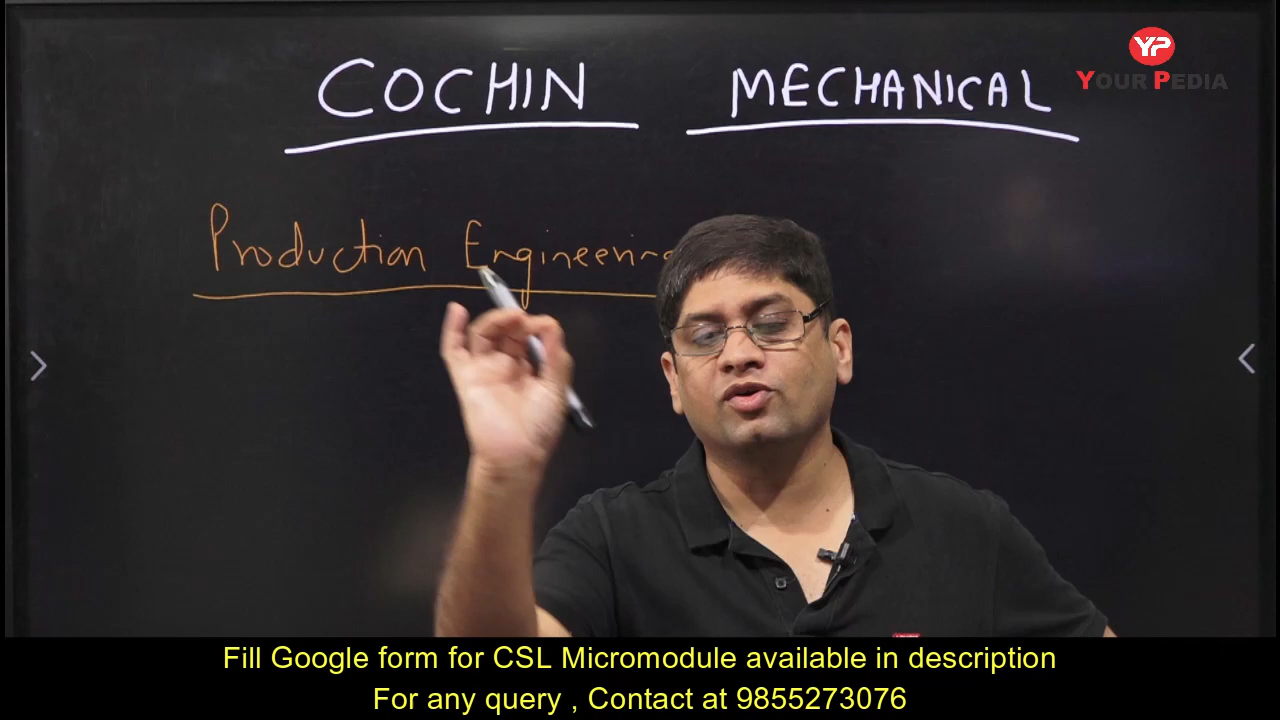 COCHIN MECHANICAL
YP
YOUR PEDIA
Production Engineering
Fill Google form for CSL Micromodule available in description
For any query , Contact at 9855273076